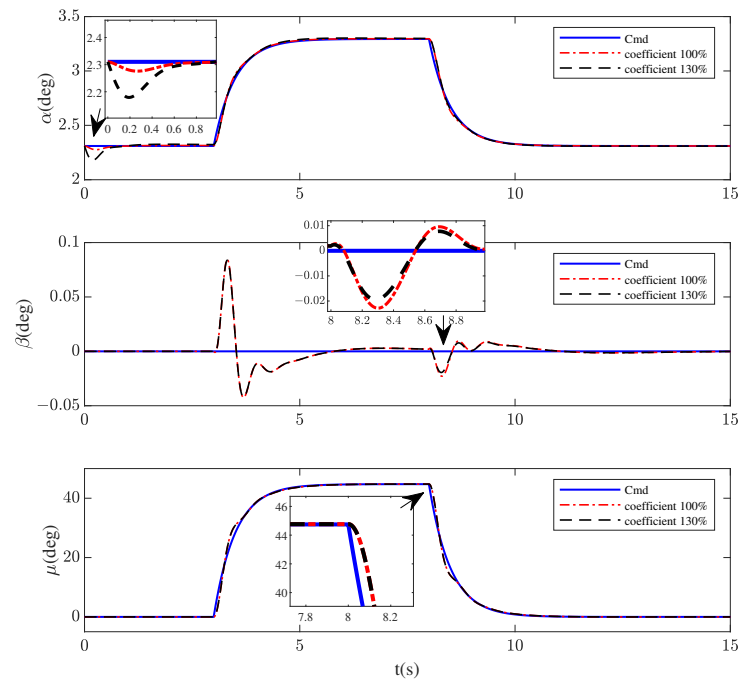 3.5
3
2.5
2
α(deg)
2.4
2.3
2.2
0 0.2 0.4 0.6 0.8
Cmd
coefficient 100%
coefficient 130%
0 5 10 15
0.1
0.05
0
−0.05
β(deg)
0.01
0
−0.01
−0.02
8 8.2 8.4 8.6 8.8
Cmd
coefficient 100%
coefficient 130%
0 5 10 15
40
20
0
μ(deg)
46
44
42
40
7.8 8 8.2
Cmd
coefficient 100%
coefficient 130%
0 5 10 15
t(s)